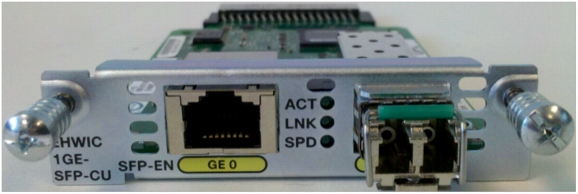 ACT
LNK
SPD
EHWIC
1GE-
SFP-CU
SFP-EN
GE 0